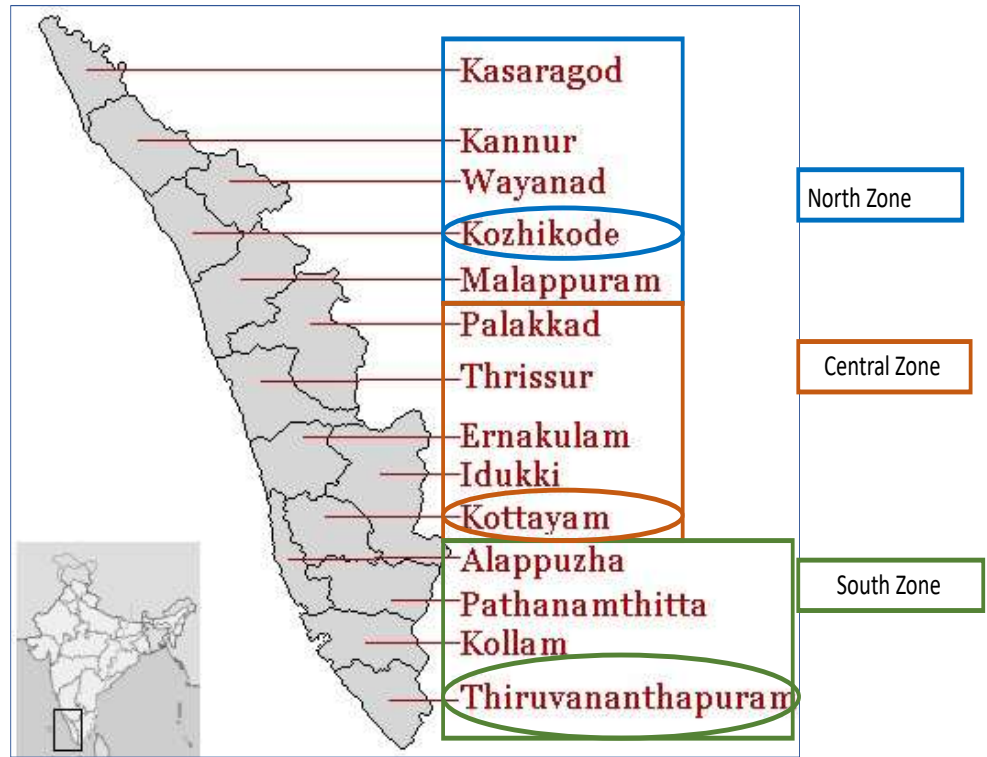 Kasaragod
Kannur
Wayanad
Kozhikode
Malappuram
Palakkad
Thrissur
Ernakulam
Idukki
Kottayam
Alappuzha
Pathanamthitta
Kollam
Thiruvananthapuram
North Zone
Central Zone
South Zone